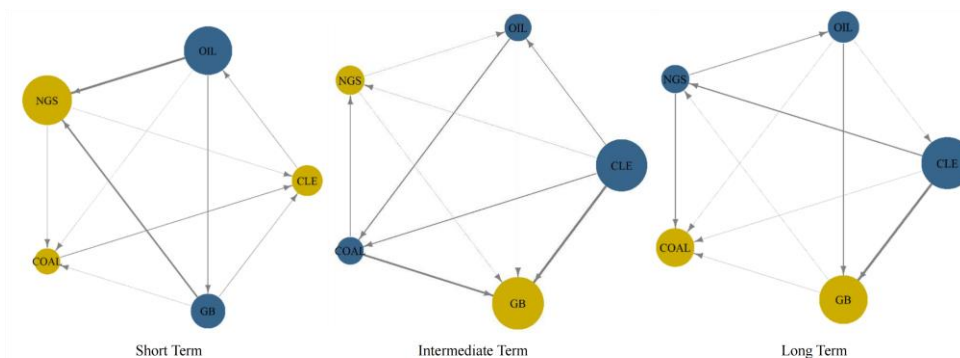 OIL
NGS
CLE
COAL
GB
Short Term
OIL
NGS
CLE
COAL
GB
Intermediate Term
OIL
NGS
CLE
COAL
GB
Long Term